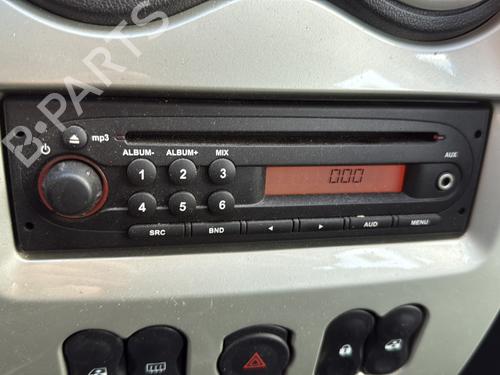 B-PARTS
mp3
ALBUM- ALBUM+ MIX
AUX
1 2 3
000
4 5 6
SRC BND ◄ ► AUD MENU